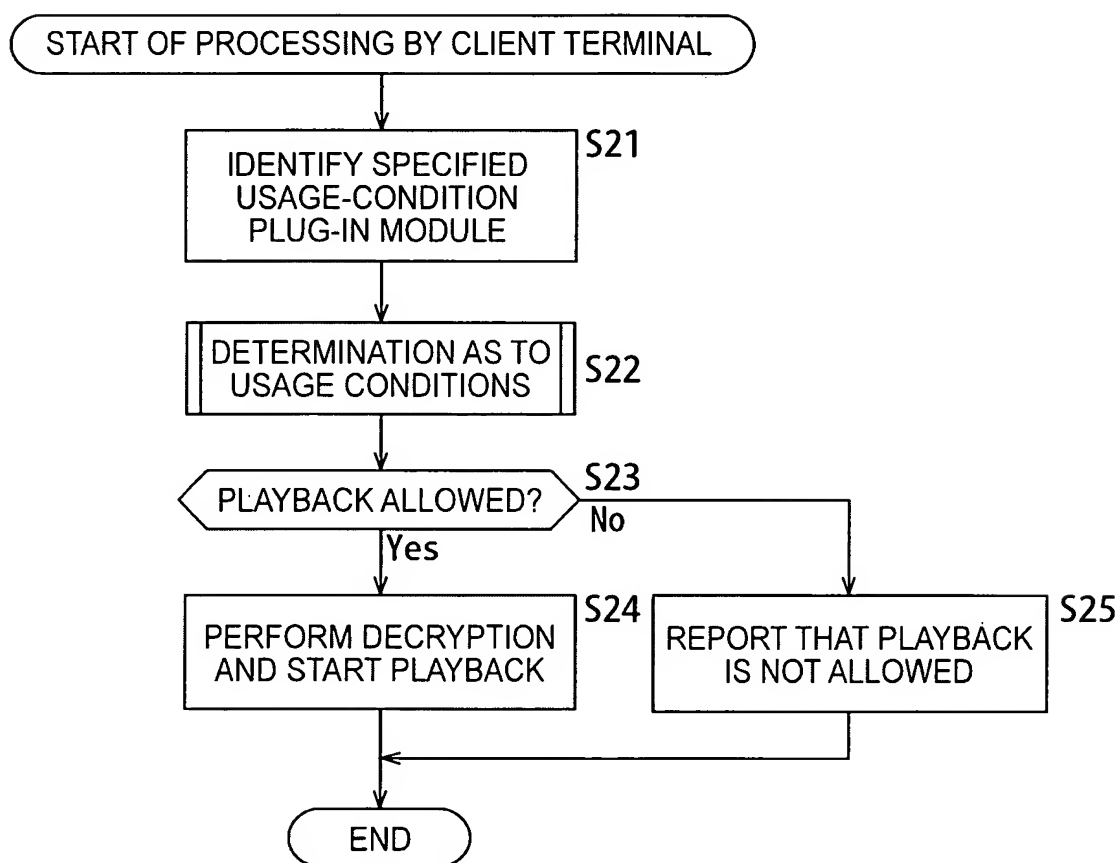 START OF PROCESSING BY CLIENT TERMINAL
S21
IDENTIFY SPECIFIED
USAGE-CONDITION
PLUG-IN MODULE
DETERMINATION AS TO
USAGE CONDITIONS
S22
S23
PLAYBACK ALLOWED?
No
Yes
S24
PERFORM DECRYPTION
AND START PLAYBACK
S25
REPORT THAT PLAYBACK
IS NOT ALLOWED
END